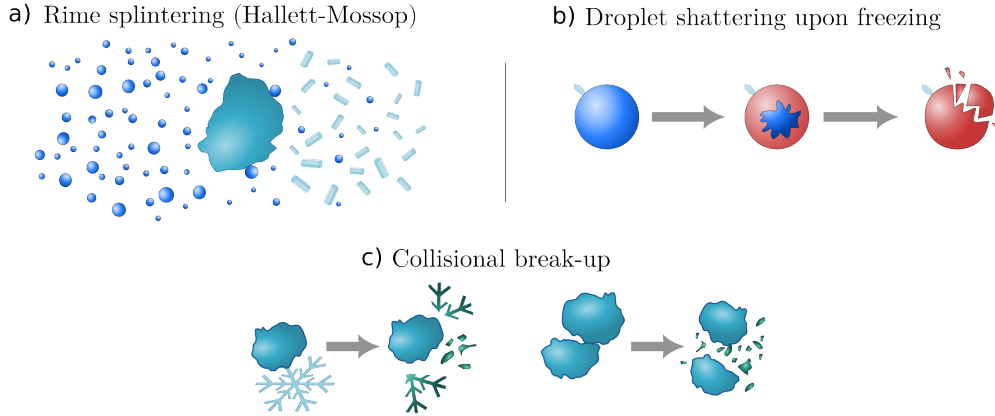 a) Rime splintering (Hallett-Mossop)
b) Droplet shattering upon freezing
c) Collisional break-up